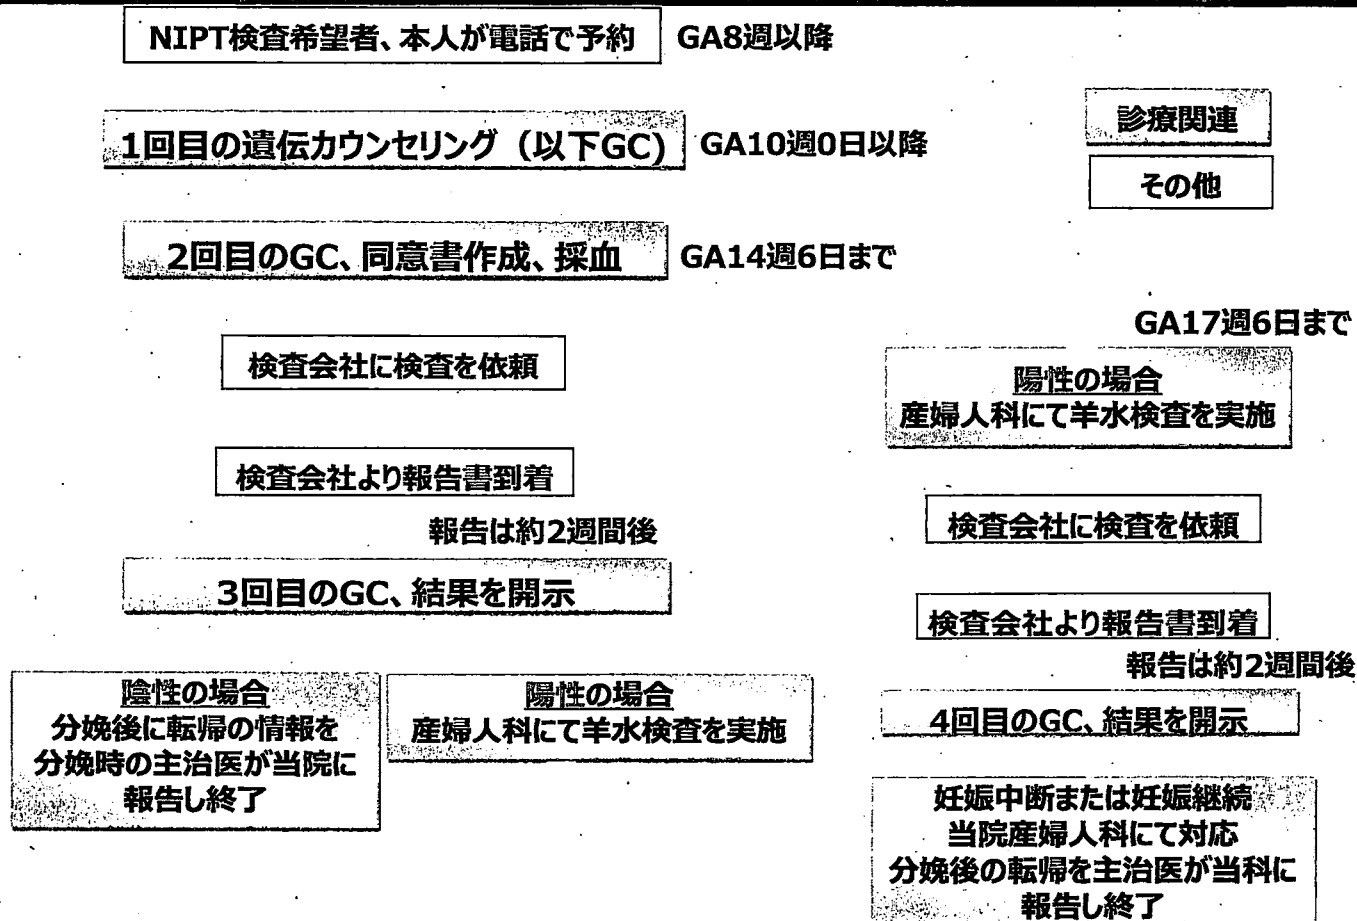 NIPT検査希望者、本人が電話で予約
GA8週以降
1回目の遺伝カウンセリング（以下GC）
GA10週0日以降
2回目のGC、同意書作成、採血
GA14週6日まで
検査会社に検査を依頼
検査会社より報告書到着
報告は約2週間後
3回目のGC、結果を開示
陰性の場合
分娩後に転帰の情報を
分娩時の主治医が当院に
報告し終了
陽性の場合
産婦人科にて羊水検査を実施
診療関連
その他
GA17週6日まで
陽性の場合
産婦人科にて羊水検査を実施
検査会社に検査を依頼
検査会社より報告書到着
報告は約2週間後
4回目のGC、結果を開示
妊娠中断または妊娠継続
当院産婦人科にて対応
分娩後の転帰を主治医が当科に
報告し終了